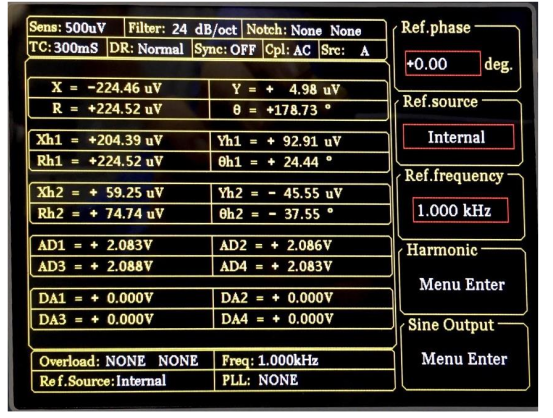 Sens: 500uV Filter: 24 dB/oct Notch: None None
TC: 300mS DR: Normal Sync: OFF Cpl: AC Src: A
X = -224.46 uV Y = + 4.98 uV
R = +224.52 uV θ = +178.73 °
Xh1 = +204.39 uV Yh1 = + 92.91 uV
Rh1 = +224.52 uV θh1 = + 24.44 °
Xh2 = + 59.25 uV Yh2 = - 45.55 uV
Rh2 = + 74.74 uV θh2 = - 37.55 °
AD1 = + 2.083V AD2 = + 2.086V
AD3 = + 2.088V AD4 = + 2.083V
DA1 = + 0.000V DA2 = + 0.000V
DA3 = + 0.000V DA4 = + 0.000V
Overload: NONE NONE Freq: 1.000kHz
Ref.Source: Internal PLL: NONE
Ref.phase
+0.00 deg.
Ref.source
Internal
Ref.frequency
1.000 kHz
Harmonic
Menu Enter
Sine Output
Menu Enter